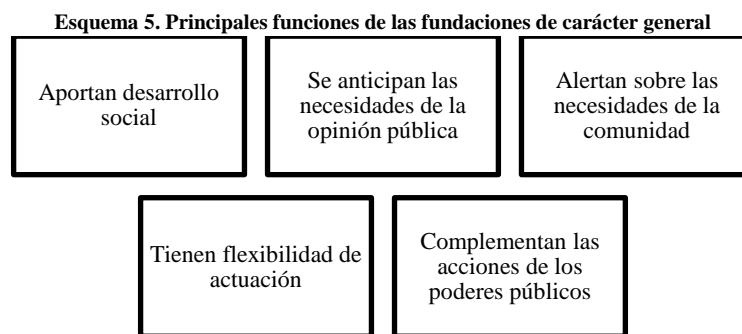 Esquema 5. Principales funciones de las fundaciones de carácter general
Aportan desarrollo
social
Se anticipan las
necesidades de la
opinión pública
Alertan sobre las
necesidades de la
comunidad
Tienen flexibilidad de
actuación
Complementan las
acciones de los
poderes públicos